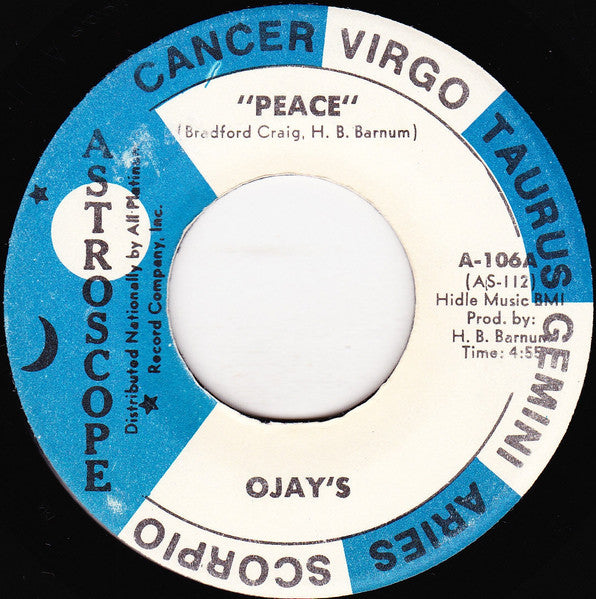 CANCER VIRGO TAURUS GEMINI ARIES SCORPIO
ASTROSCOPE
Distributed Nationally by All Platinum
Record Company, Inc.
"PEACE"
(Bradford Craig, H. B. Barnum)
A-106A
(AS-112)
Hidle Music BMI
Prod. by:
H. B. Barnum
Time: 4:55
OJAY'S